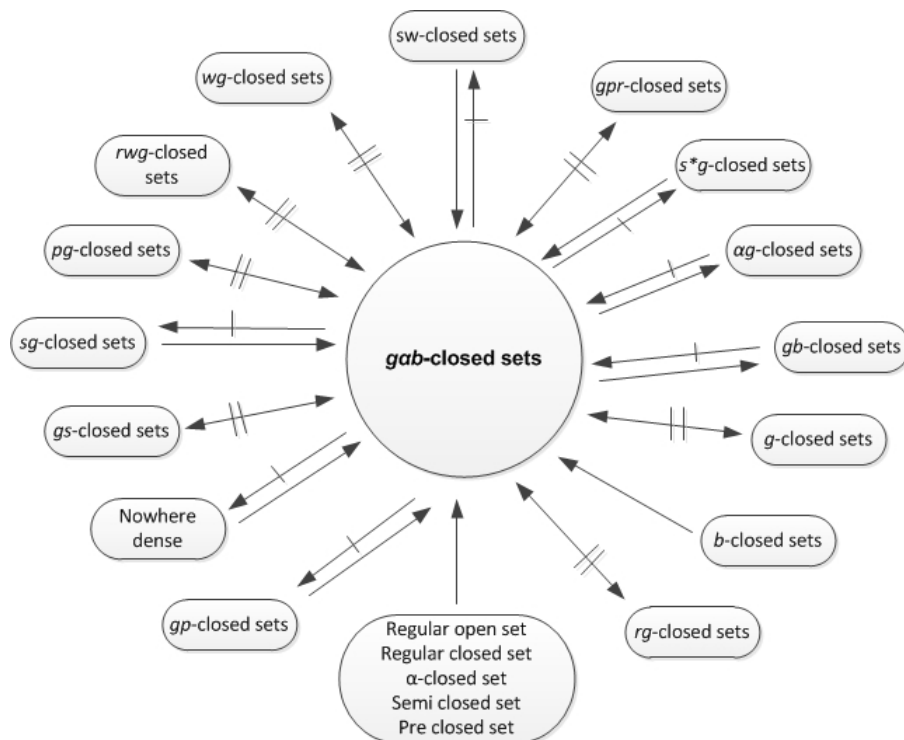 sw-closed sets
wg-closed sets
gpr-closed sets
rwg-closed
sets
s*g-closed sets
pg-closed sets
αg-closed sets
sg-closed sets
gab-closed sets
gb-closed sets
gs-closed sets
g-closed sets
Nowhere
dense
b-closed sets
gp-closed sets
Regular open set
Regular closed set
α-closed set
Semi closed set
Pre closed set
rg-closed sets